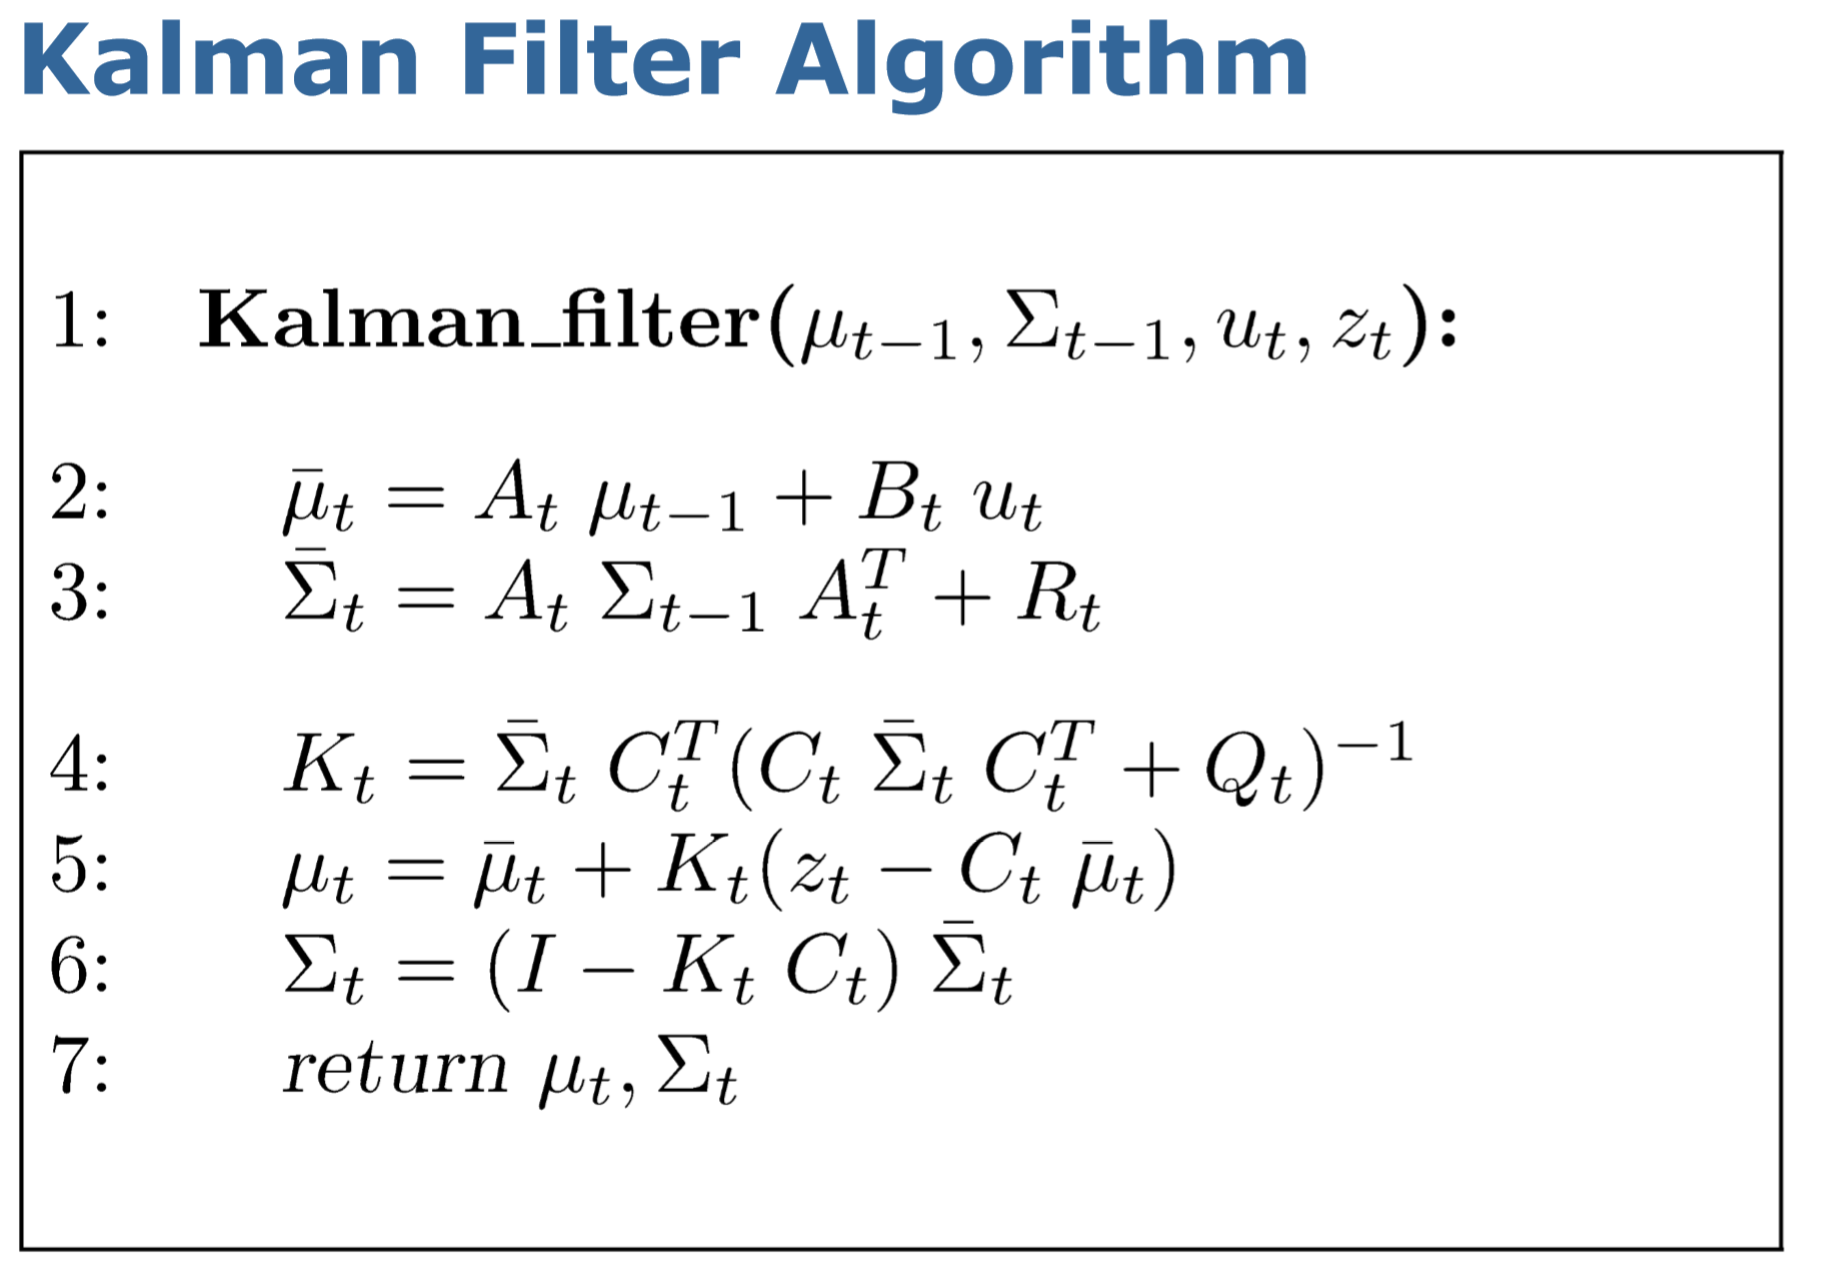 Kalman Filter Algorithm
1: Kalman_filter(μ_{t−1}, Σ_{t−1}, u_t, z_t):
2: μ̄_t = A_t μ_{t−1} + B_t u_t
3: Σ̄_t = A_t Σ_{t−1} A_t^T + R_t
4: K_t = Σ̄_t C_t^T (C_t Σ̄_t C_t^T + Q_t)^{−1}
5: μ_t = μ̄_t + K_t(z_t − C_t μ̄_t)
6: Σ_t = (I − K_t C_t) Σ̄_t
7: return μ_t, Σ_t